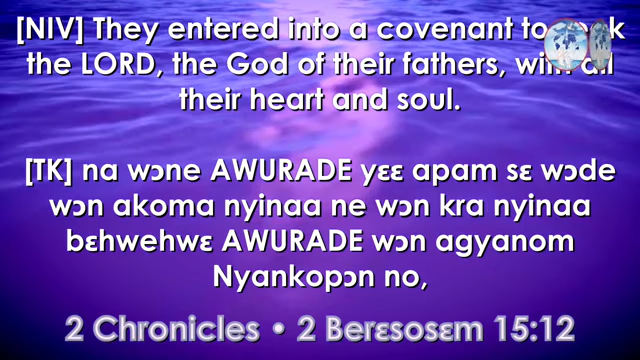 [NIV] They entered into a covenant to
the LORD, the God of their fathers, with all
their heart and soul.
[TK] na wɔne AWURADE yɛɛ apam sɛ wɔde
wɔn akoma nyinaa ne wɔn kra nyinaa
bɛhwehwɛ AWURADE wɔn agyanom
Nyankopɔn no,
2 Chronicles • 2 Berɛsosɛm 15:12